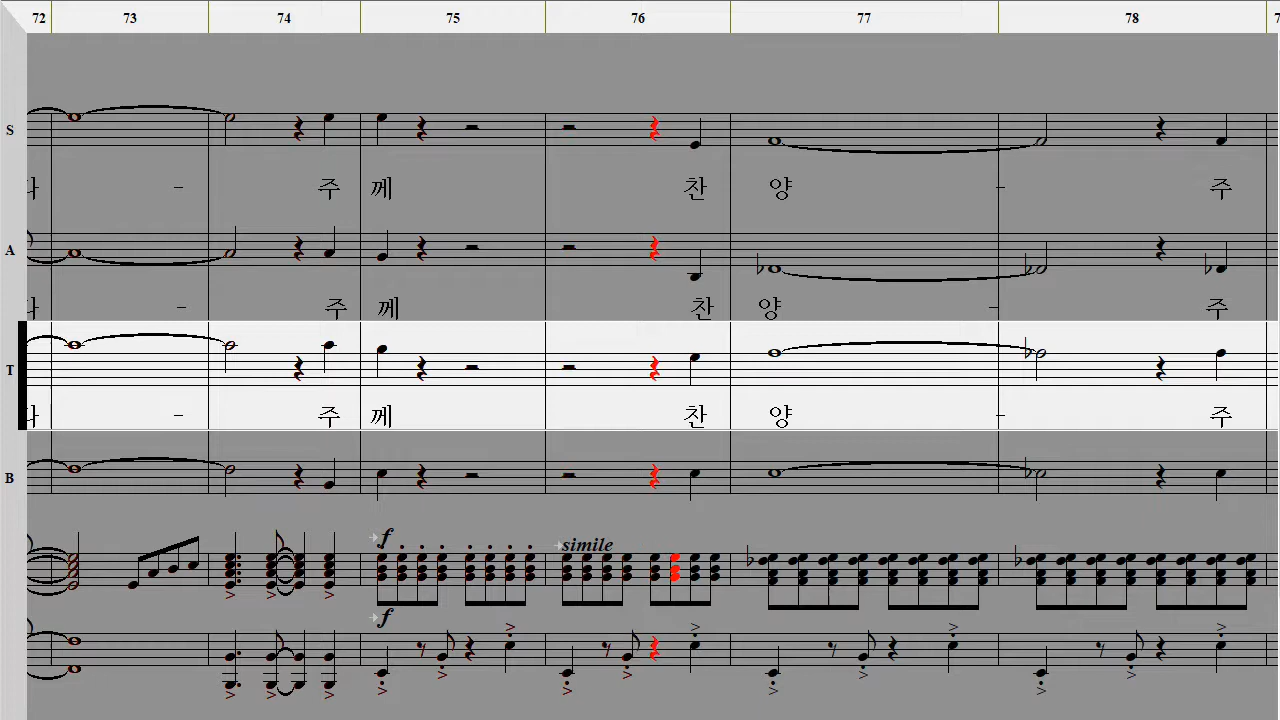 72 73 74 75 76 77 78
S
- 주 께 찬 양 - 주
A
- 주 께 찬 양 - 주
T
- 주 께 찬 양 - 주
B
f simile
f